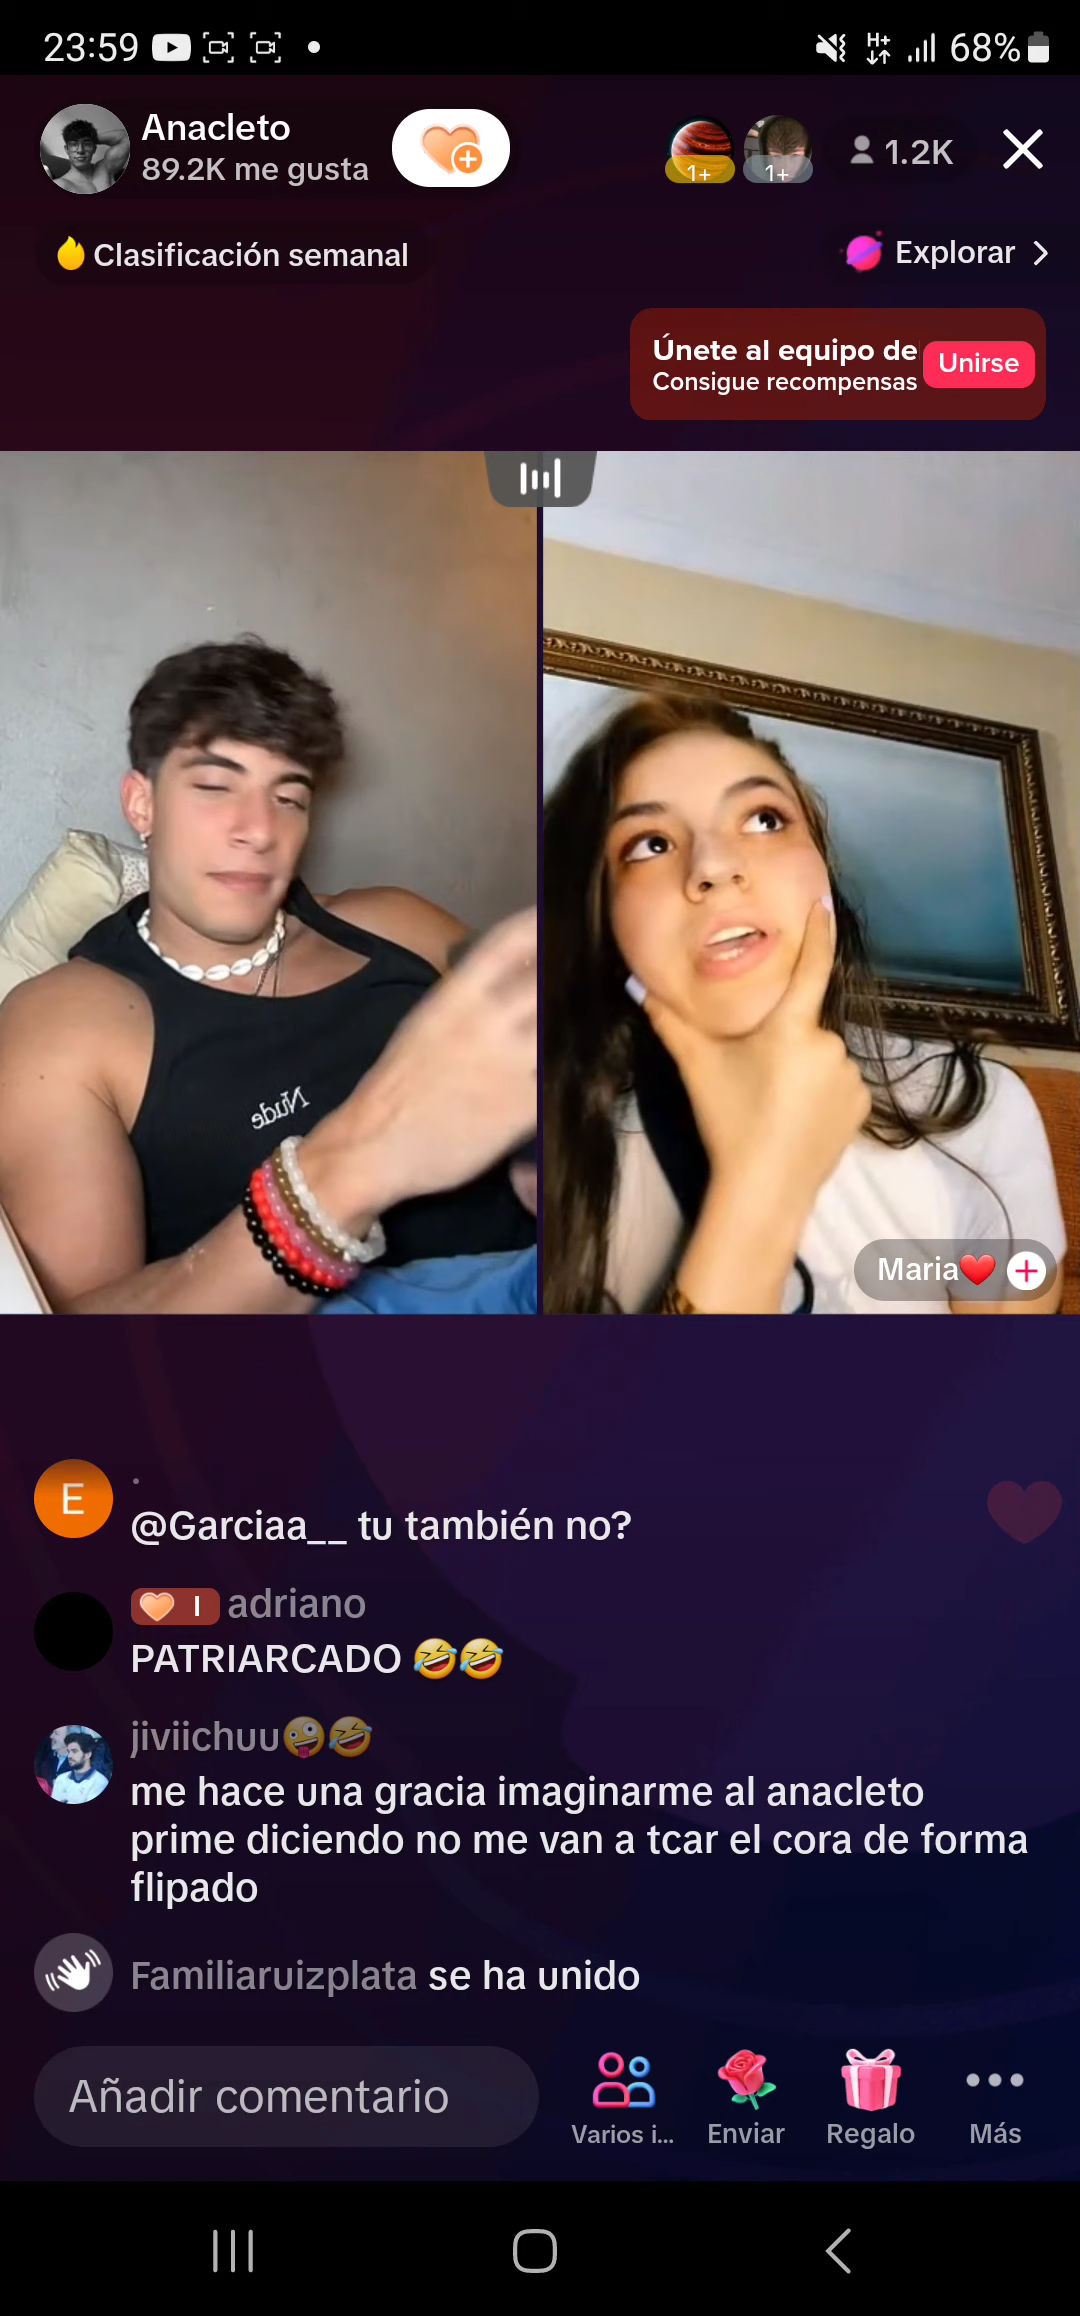 23:59
68%
Anacleto
89.2K me gusta
1+
1+
1.2K
Clasificación semanal
Explorar
Únete al equipo de
Consigue recompensas
Unirse
Nude
Maria❤️
E
.
@Garciaa__ tu también no?
I adriano
PATRIARCADO 🤣🤣
jiviichuu🤪🤣
me hace una gracia imaginarme al anacleto
prime diciendo no me van a tcar el cora de forma
flipado
Familiaruizplata se ha unido
Añadir comentario
Varios i...
Enviar
Regalo
Más